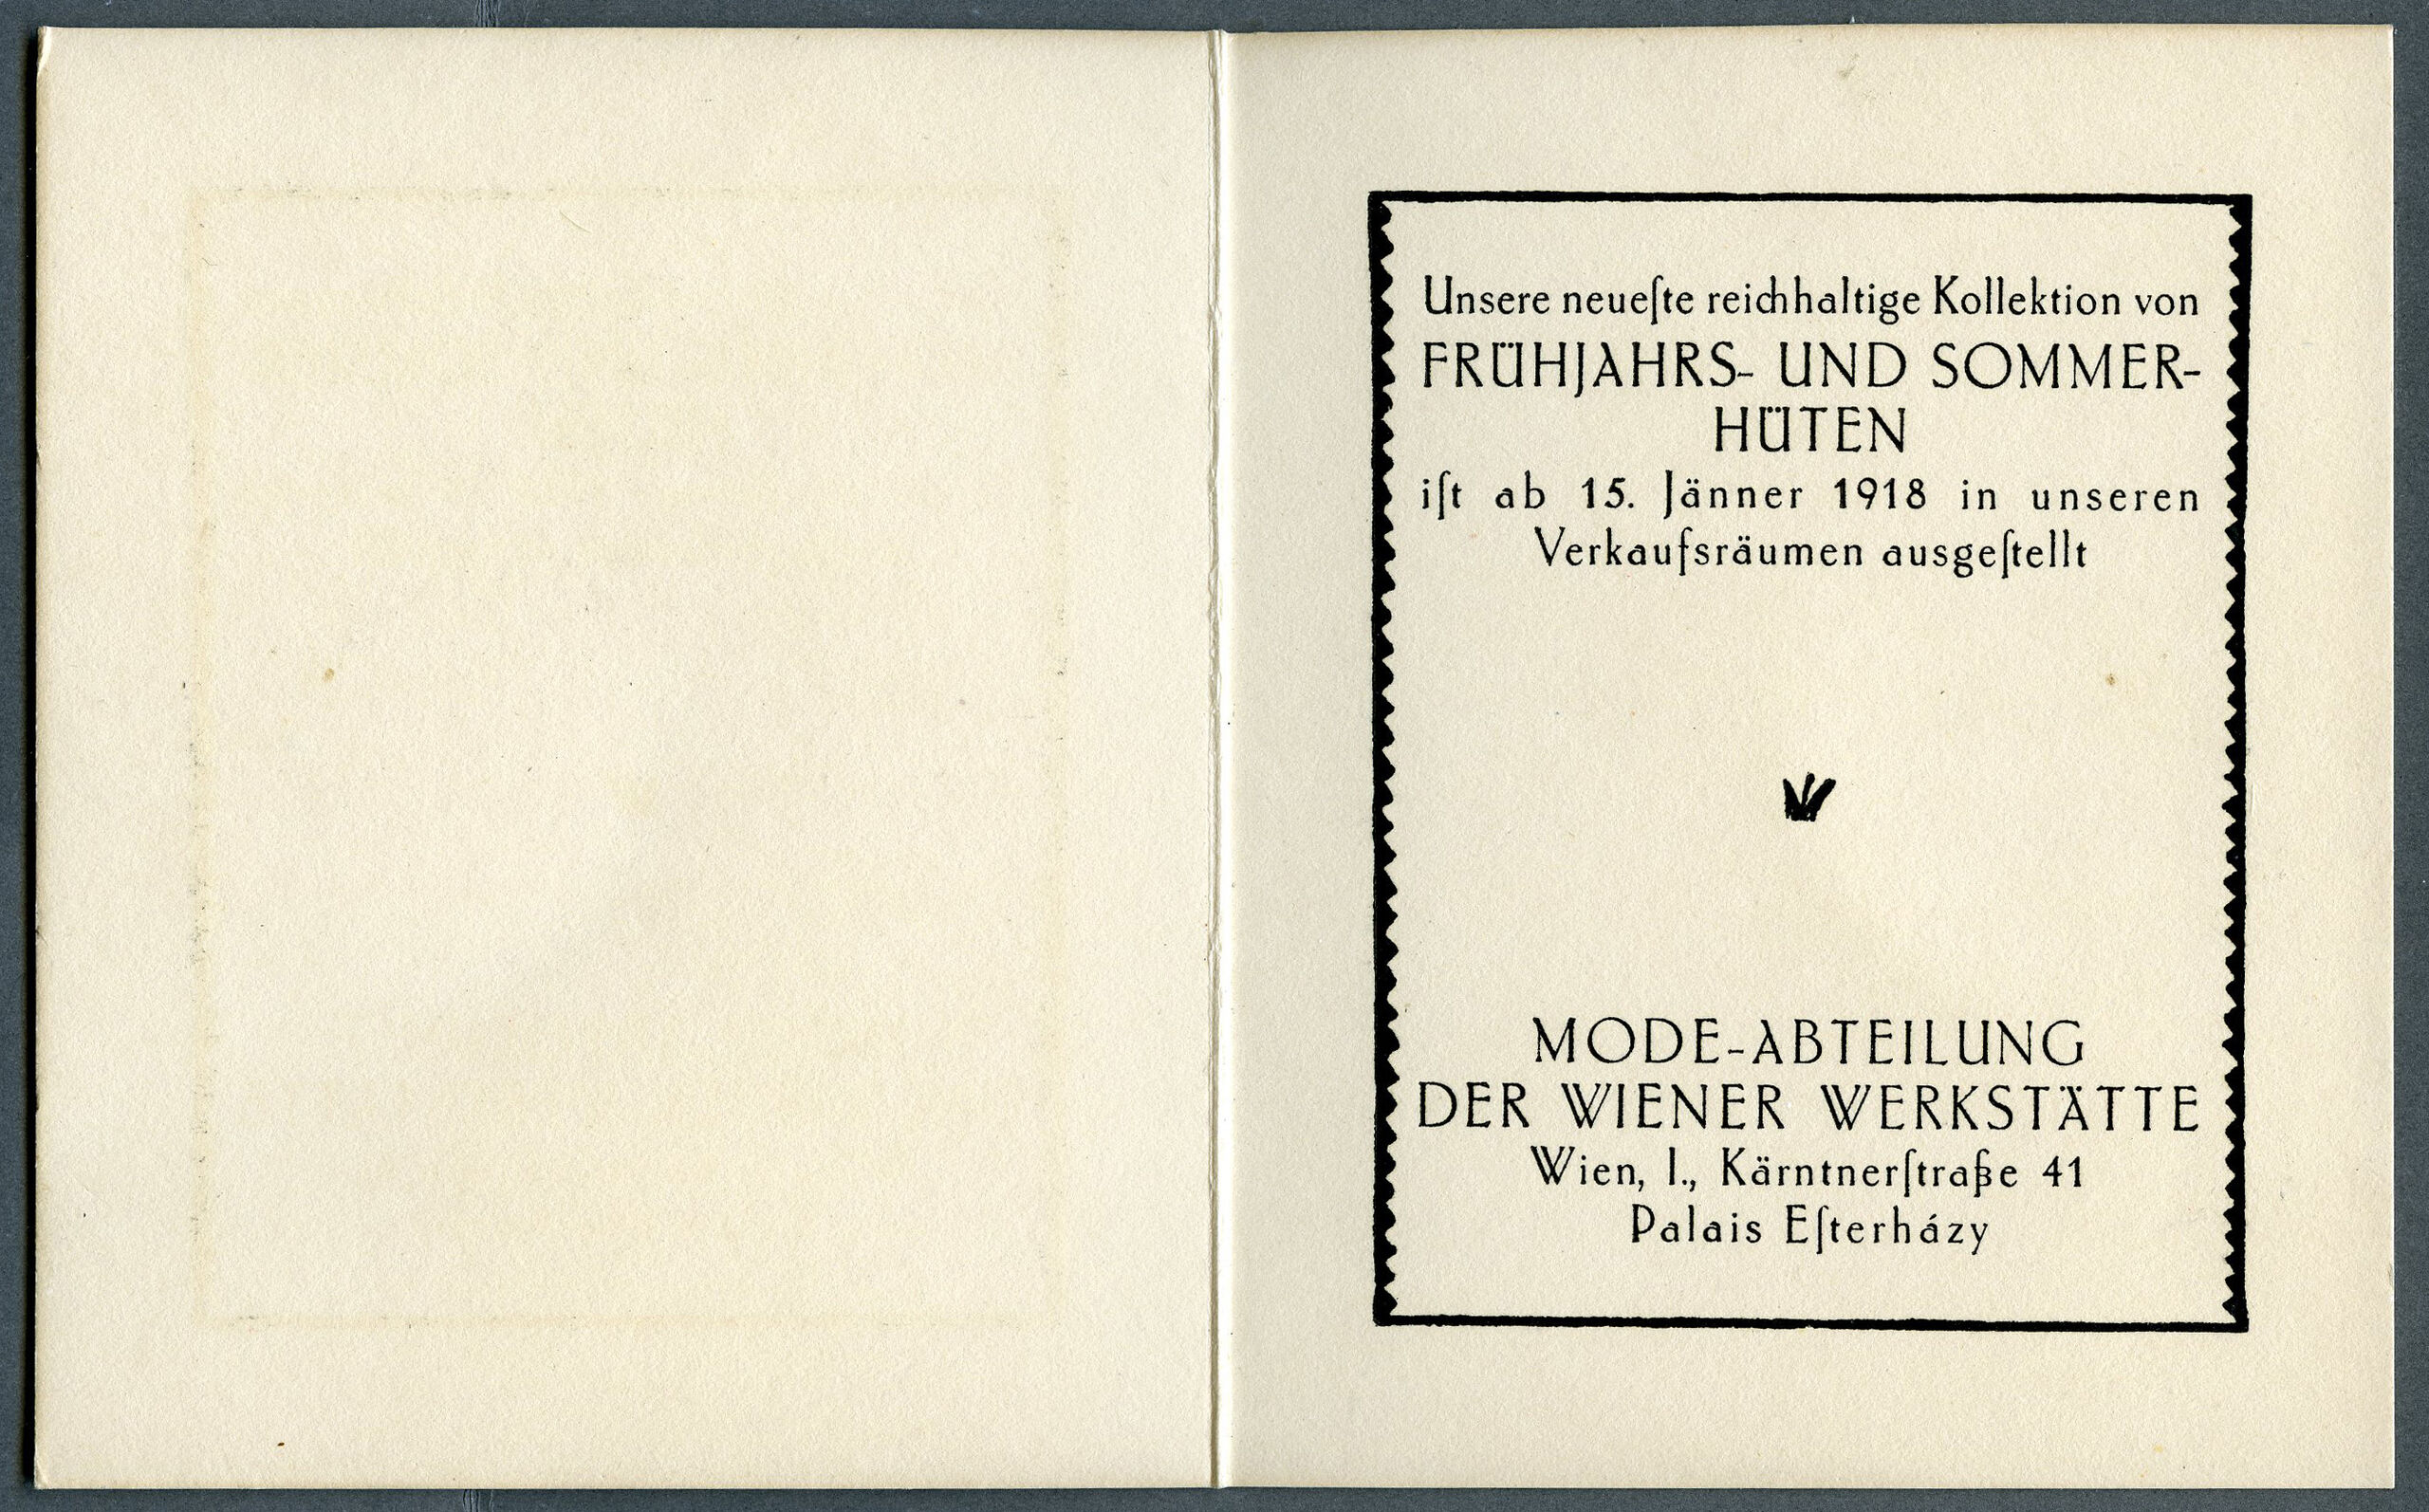 Unsere neueſte reichhaltige Kollektion von
FRÜHJAHRS- UND SOMMER-
HÜTEN
iſt ab 15. Jänner 1918 in unseren
Verkaufsräumen ausgeſtellt
MODE-ABTEILUNG
DER WIENER WERKSTÄTTE
Wien, I., Kärntnerſtraße 41
Palais Eſterházy